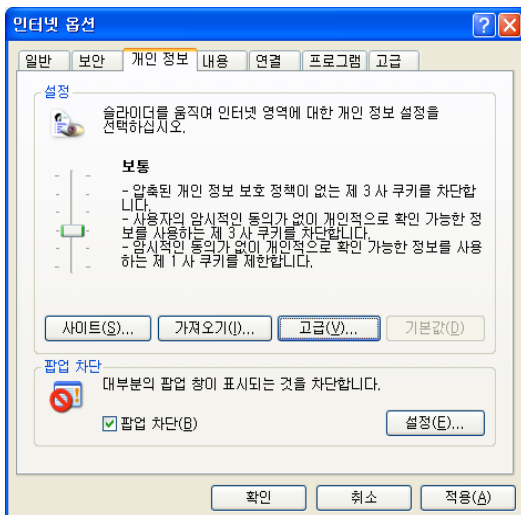 인터넷 옵션
일반 보안 개인 정보 내용 연결 프로그램 고급
설정
슬라이더를 움직여 인터넷 영역에 대한 개인 정보 설정을
선택하십시오.
보통
- 압축된 개인 정보 보호 정책이 없는 제 3 사 쿠키를 차단합
니다.
- 사용자의 암시적인 동의가 없이 개인적으로 확인 가능한 정
보를 사용하는 제 3 사 쿠키를 차단합니다.
- 암시적인 동의가 없이 개인적으로 확인 가능한 정보를 사용
하는 제 1 사 쿠키를 제한합니다.
사이트(S)... 가져오기(I)... 고급(V)... 기본값(D)
팝업 차단
대부분의 팝업 창이 표시되는 것을 차단합니다.
팝업 차단(B) 설정(E)...
확인 취소 적용(A)